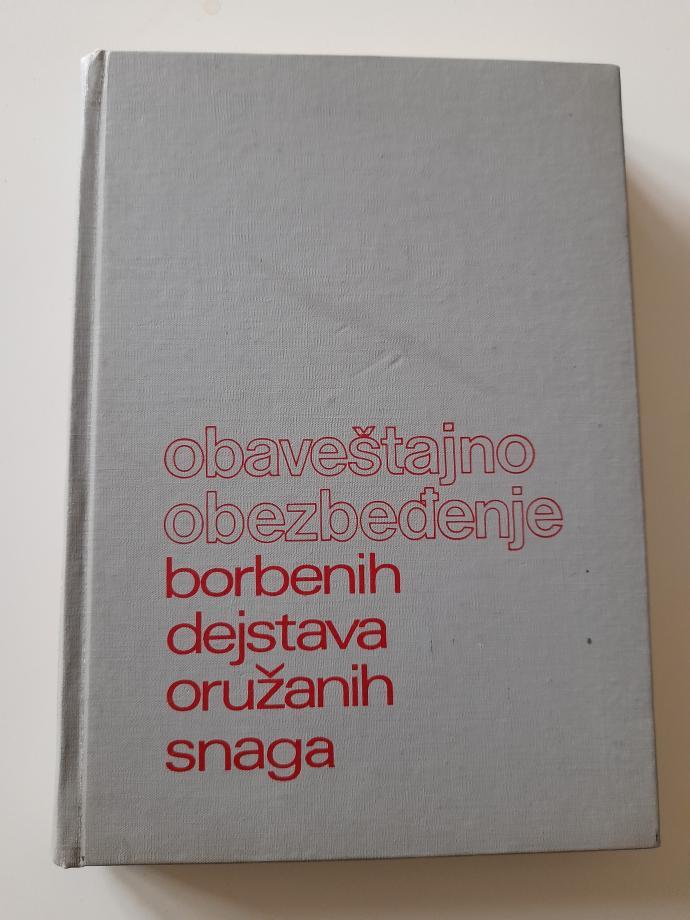 obaveštajno
obezbeđenje
borbenih
dejstava
oružanih
snaga